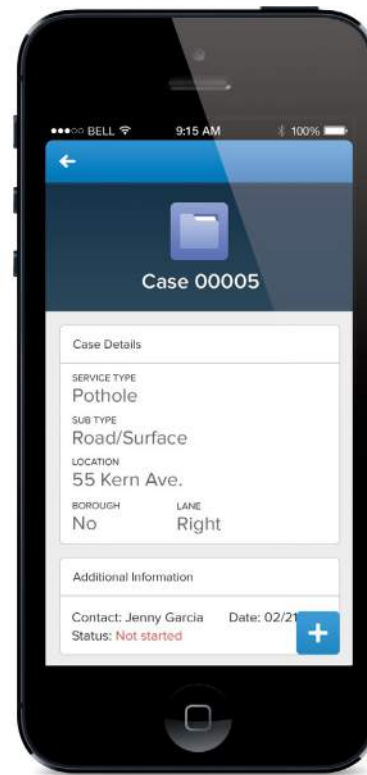 BELL 9:15 AM 100%
Case 00005
Case Details
SERVICE TYPE
Pothole
SUB TYPE
Road/Surface
LOCATION
55 Kern Ave.
BOROUGH LANE
No Right
Additional Information
Contact: Jenny Garcia Date: 02/21
Status: Not started